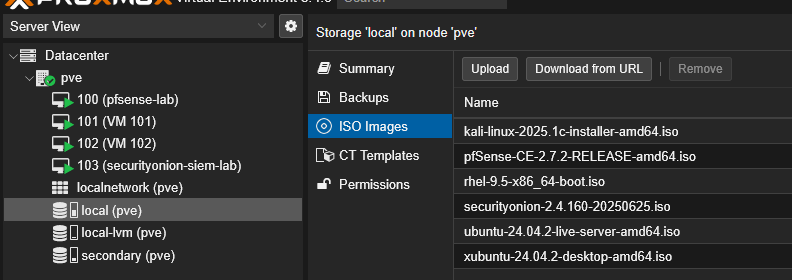 PROXMOX Virtual Environment Search
Server View
Storage 'local' on node 'pve'
Datacenter
pve
100 (pfsense-lab)
101 (VM 101)
102 (VM 102)
103 (securityonion-siem-lab)
localnetwork (pve)
local (pve)
local-lvm (pve)
secondary (pve)
Summary
Backups
ISO Images
CT Templates
Permissions
Upload
Download from URL
Remove
Name
kali-linux-2025.1c-installer-amd64.iso
pfSense-CE-2.7.2-RELEASE-amd64.iso
rhel-9.5-x86_64-boot.iso
securityonion-2.4.160-20250625.iso
ubuntu-24.04.2-live-server-amd64.iso
xubuntu-24.04.2-desktop-amd64.iso